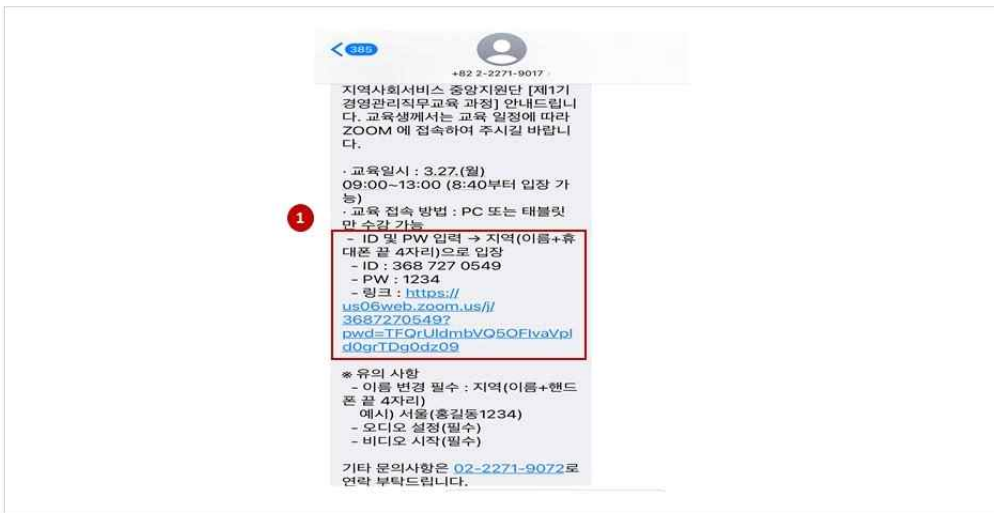 385
+82 2-2271-9017
지역사회서비스 중앙지원단 [제1기
경영관리직무교육 과정] 안내드립니
다. 교육생께서는 교육 일정에 따라
ZOOM 에 접속하여 주시길 바랍니
다.
· 교육일시 : 3.27.(월)
09:00~13:00 (8:40부터 입장 가
능)
· 교육 접속 방법 : PC 또는 태블릿
만 수강 가능
1
- ID 및 PW 입력 → 지역(이름+휴
대폰 끝 4자리)으로 입장
- ID : 368 727 0549
- PW : 1234
- 링크 : https://
us06web.zoom.us/j/
3687270549?
pwd=TFQrUldmbVQ5OFIvaVpl
d0grTDg0dz09
※ 유의 사항
- 이름 변경 필수 : 지역(이름+핸드
폰 끝 4자리)
예시) 서울(홍길동1234)
- 오디오 설정(필수)
- 비디오 시작(필수)
기타 문의사항은 02-2271-9072로
연락 부탁드립니다.